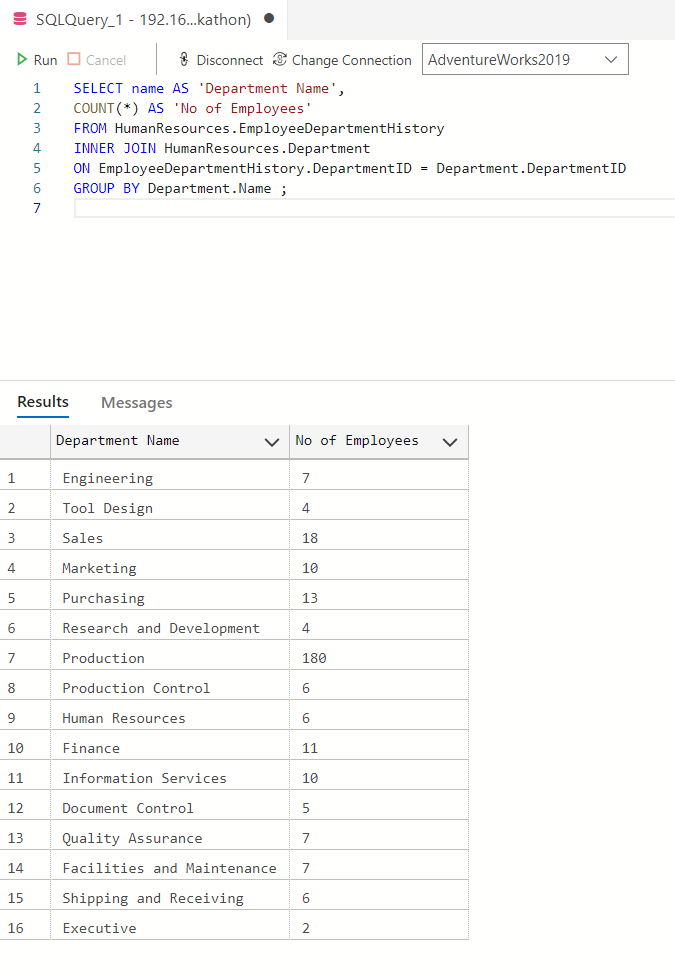 SQLQuery_1 - 192.16...kathon) ●
Run Cancel Disconnect Change Connection AdventureWorks2019
1 SELECT name AS 'Department Name',
2 COUNT(*) AS 'No of Employees'
3 FROM HumanResources.EmployeeDepartmentHistory
4 INNER JOIN HumanResources.Department
5 ON EmployeeDepartmentHistory.DepartmentID = Department.DepartmentID
6 GROUP BY Department.Name ;
7
Results Messages
Department Name No of Employees
1 Engineering 7
2 Tool Design 4
3 Sales 18
4 Marketing 10
5 Purchasing 13
6 Research and Development 4
7 Production 180
8 Production Control 6
9 Human Resources 6
10 Finance 11
11 Information Services 10
12 Document Control 5
13 Quality Assurance 7
14 Facilities and Maintenance 7
15 Shipping and Receiving 6
16 Executive 2